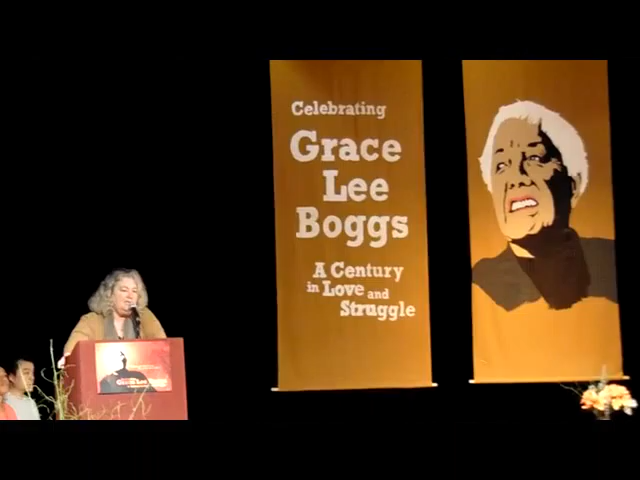 Celebrating
Grace
Lee
Boggs
A Century
in Love and
Struggle